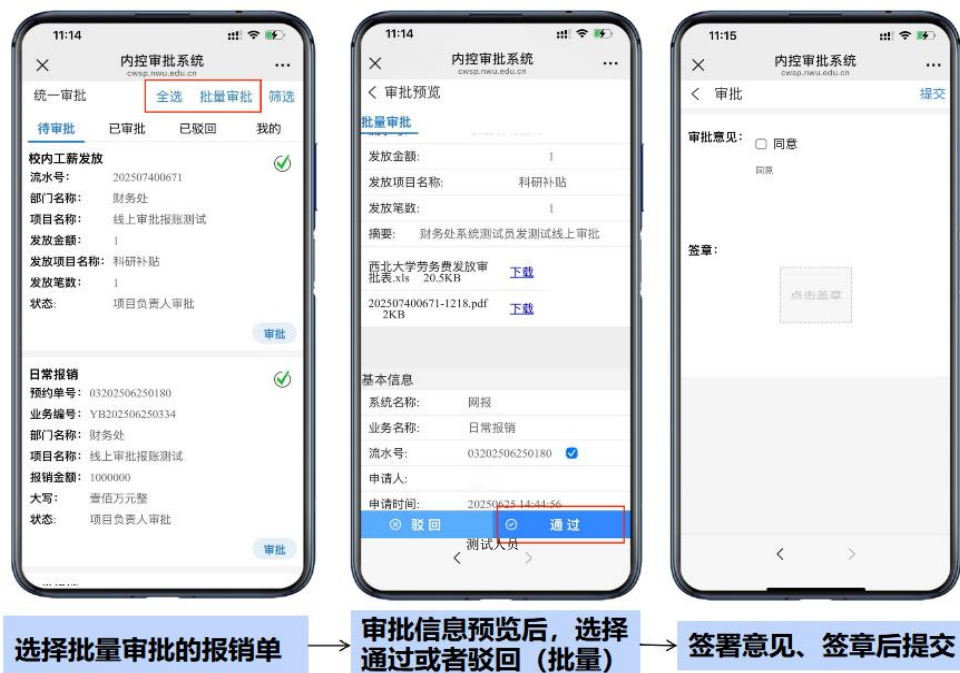 11:14
内控审批系统
cwsp.nwu.edu.cn
统一审批 全选 批量审批 筛选
待审批 已审批 已驳回 我的
校内工薪发放
流水号: 202507400671
部门名称: 财务处
项目名称: 线上审批报账测试
发放金额: 1
发放项目名称: 科研补贴
发放笔数: 1
状态: 项目负责人审批
审批
日常报销
预约单号: 03202506250180
业务编号: YB202506250334
部门名称: 财务处
项目名称: 线上审批报账测试
报销金额: 1000000
大写: 壹佰万元整
状态: 项目负责人审批
审批
选择批量审批的报销单
11:14
内控审批系统
cwsp.nwu.edu.cn
审批预览
批量审批
发放金额: 1
发放项目名称: 科研补贴
发放笔数: 1
摘要: 财务处系统测试员发测试线上审批
西北大学劳务费发放审
批表.xls 20.5KB 下载
202507400671-1218.pdf
2KB 下载
基本信息
系统名称: 网报
业务名称: 日常报销
流水号: 03202506250180
申请人:
申请时间: 20250625 14:44:56
驳回 通过
测试人员
审批信息预览后，选择
通过或者驳回（批量）
11:15
内控审批系统
cwsp.nwu.edu.cn
审批 提交
审批意见: 同意
同意
签章:
点击盖章
签署意见、签章后提交